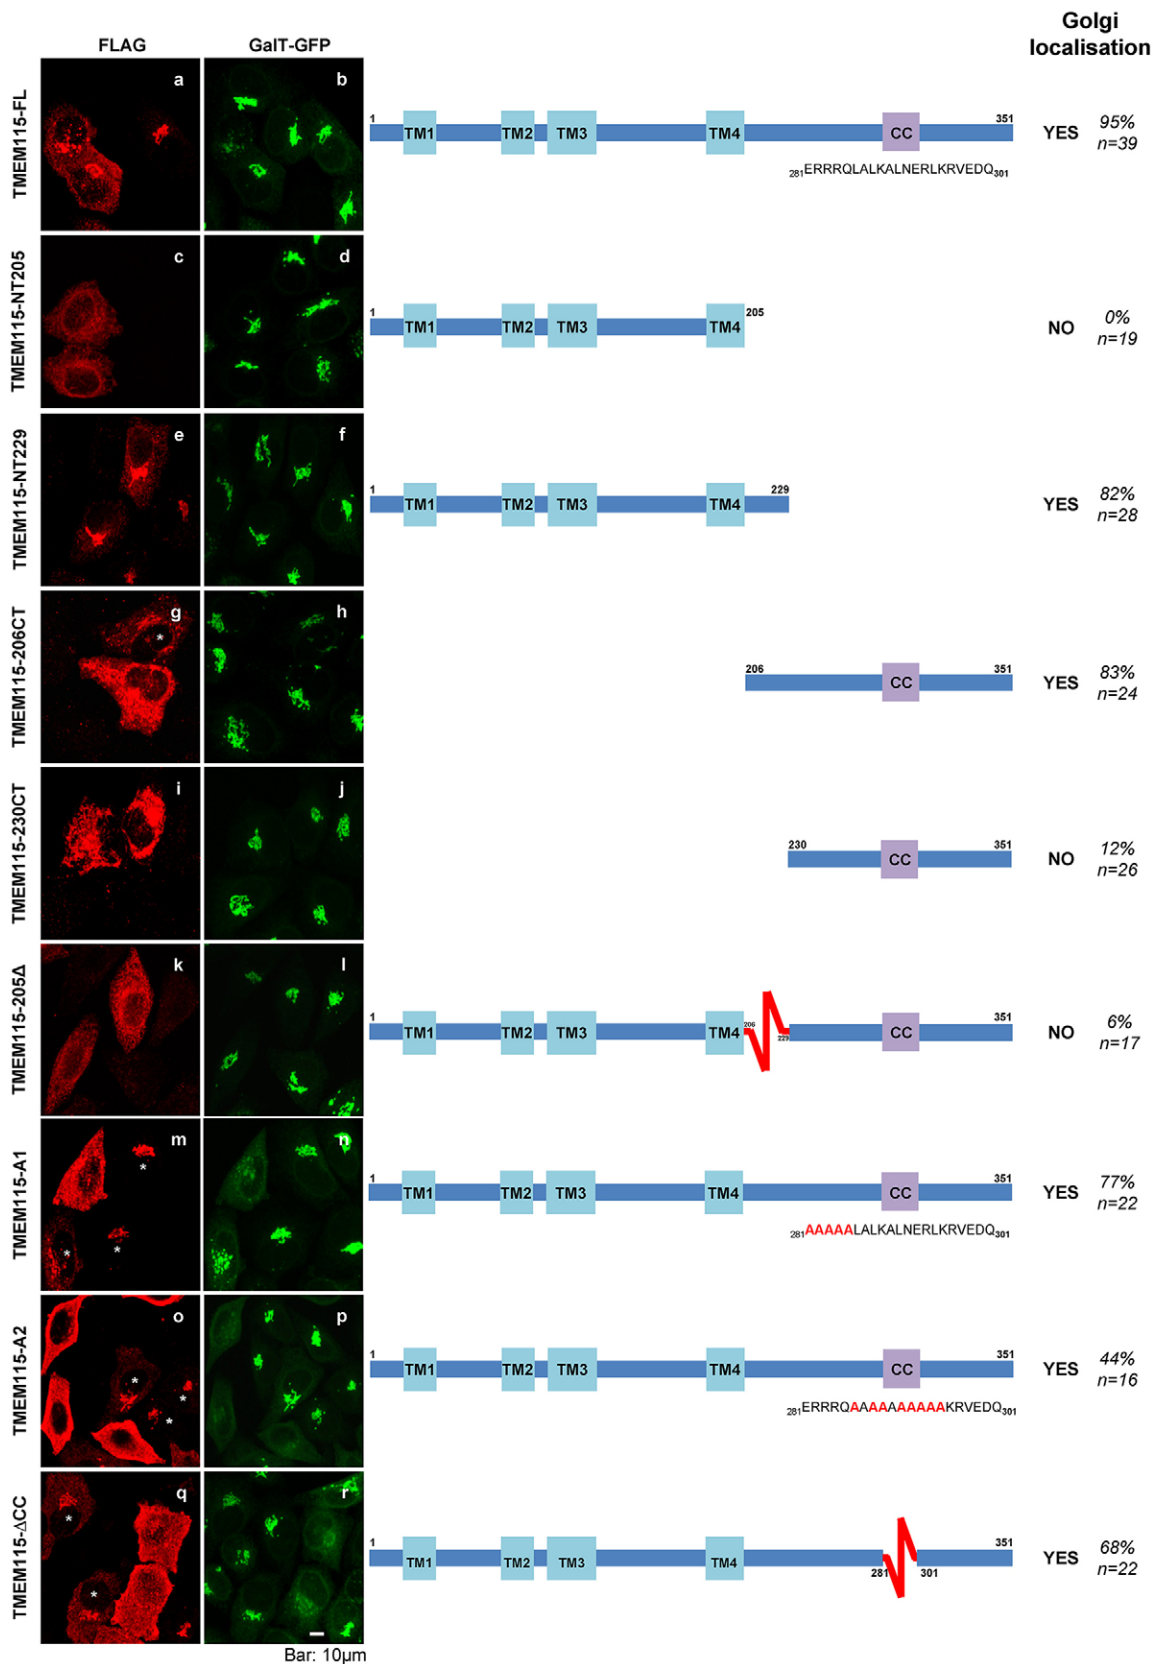 Golgi
localisation
FLAG GalT-GFP
TMEM115-FL
a b
1 TM1 TM2 TM3 TM4 CC 351
YES 95%
n=39
281ERRRQLALKALNERLKRVEDQ301
TMEM115-NT205
c d
1 TM1 TM2 TM3 TM4 205
NO 0%
n=19
TMEM115-NT229
e f
1 TM1 TM2 TM3 TM4 229
YES 82%
n=28
TMEM115-206CT
g h
*
206 CC 351
YES 83%
n=24
TMEM115-230CT
i j
230 CC 351
NO 12%
n=26
TMEM115-205Δ
k l
1 TM1 TM2 TM3 TM4 206 229 CC 351
NO 6%
n=17
TMEM115-A1
m n
* * *
1 TM1 TM2 TM3 TM4 CC 351
YES 77%
n=22
281AAAAALALKALNERLKRVEDQ301
TMEM115-A2
o p
* * *
1 TM1 TM2 TM3 TM4 CC 351
YES 44%
n=16
281ERRRQAAAAAAAAAAKRVEDQ301
TMEM115-ΔCC
q r
* *
1 TM1 TM2 TM3 TM4 281 301 351
YES 68%
n=22
Bar: 10µm